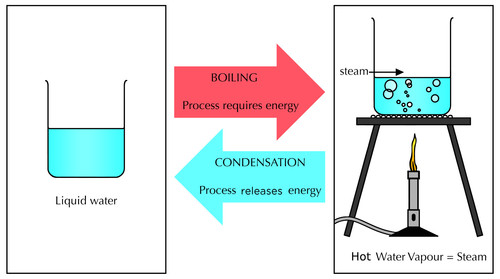 Liquid water
BOILING
Process requires energy
CONDENSATION
Process releases energy
steam
Hot Water Vapour = Steam